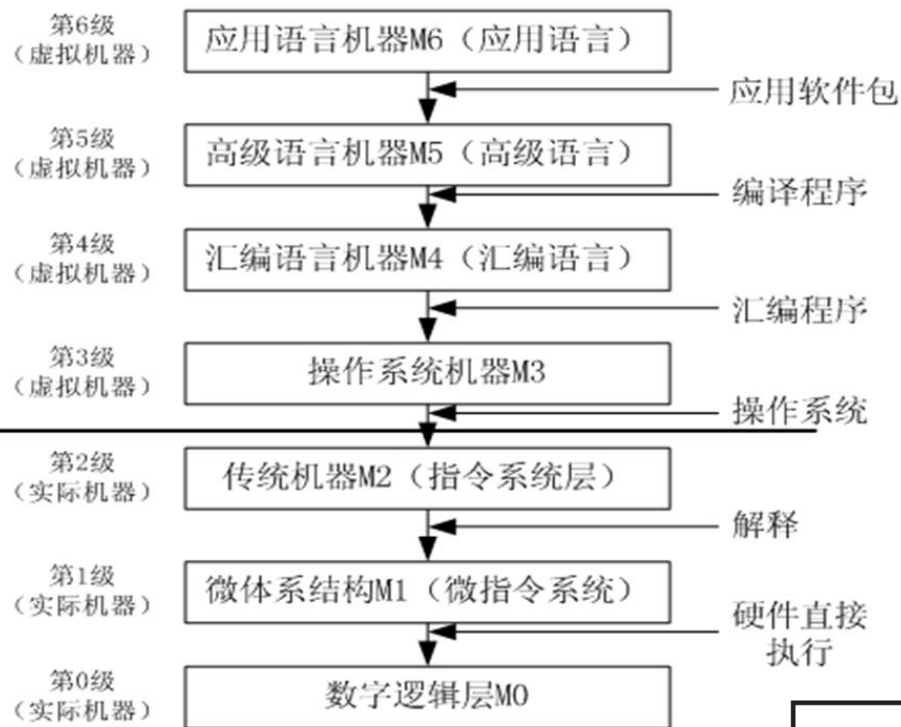 第6级
（虚拟机器）
应用语言机器M6（应用语言）
应用软件包
第5级
（虚拟机器）
高级语言机器M5（高级语言）
编译程序
第4级
（虚拟机器）
汇编语言机器M4（汇编语言）
汇编程序
第3级
（虚拟机器）
操作系统机器M3
操作系统
第2级
（实际机器）
传统机器M2（指令系统层）
解释
第1级
（实际机器）
微体系结构M1（微指令系统）
硬件直接
执行
第0级
（实际机器）
数字逻辑层M0